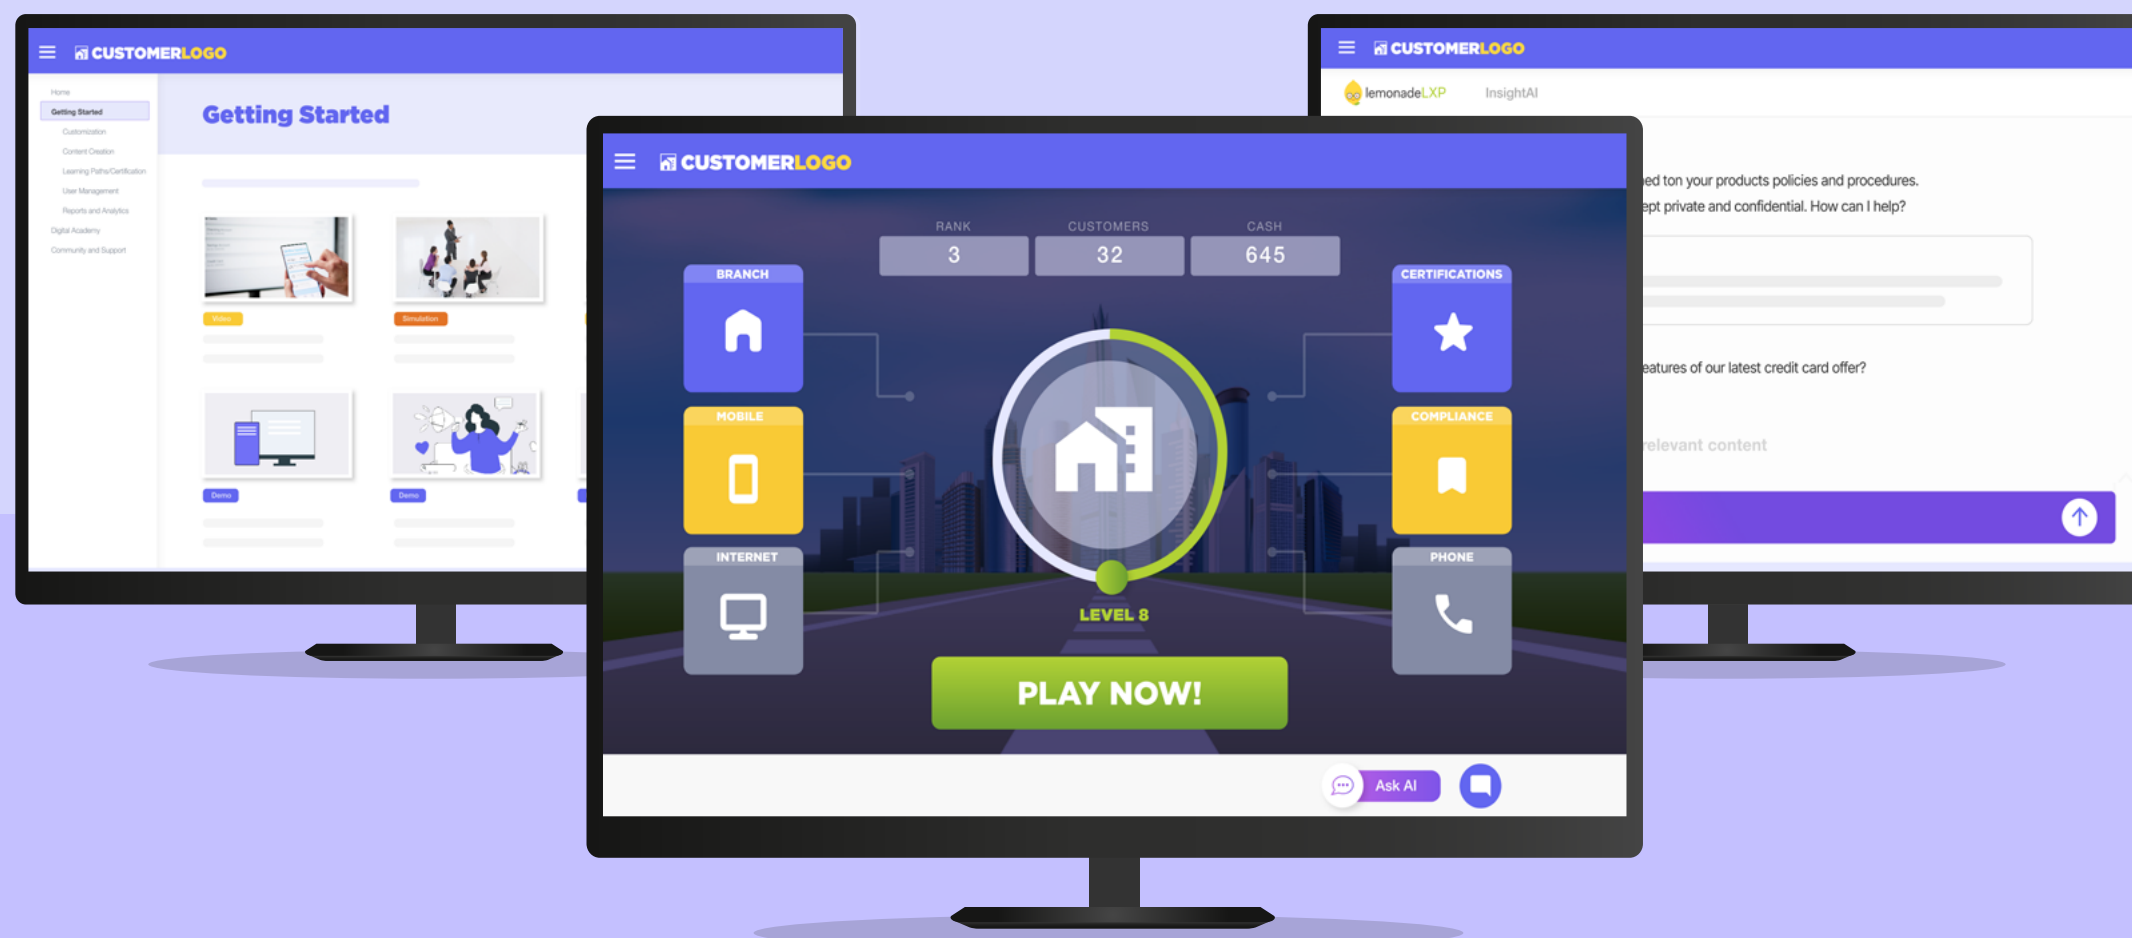 CUSTOMERLOGO
Home
Getting Started
Customization
Content Creation
Learning Paths/Certification
User Management
Reports and Analytics
Digital Academy
Community and Support
Getting Started
Video
Simulation
Demo
Demo
CUSTOMERLOGO
RANK
3
CUSTOMERS
32
CASH
645
BRANCH
MOBILE
INTERNET
CERTIFICATIONS
COMPLIANCE
PHONE
LEVEL 8
PLAY NOW!
Ask AI
CUSTOMERLOGO
lemonadeLXP
InsightAI
ton your products policies and procedures.
private and confidential. How can I help?
of our latest credit card offer?
relevant content